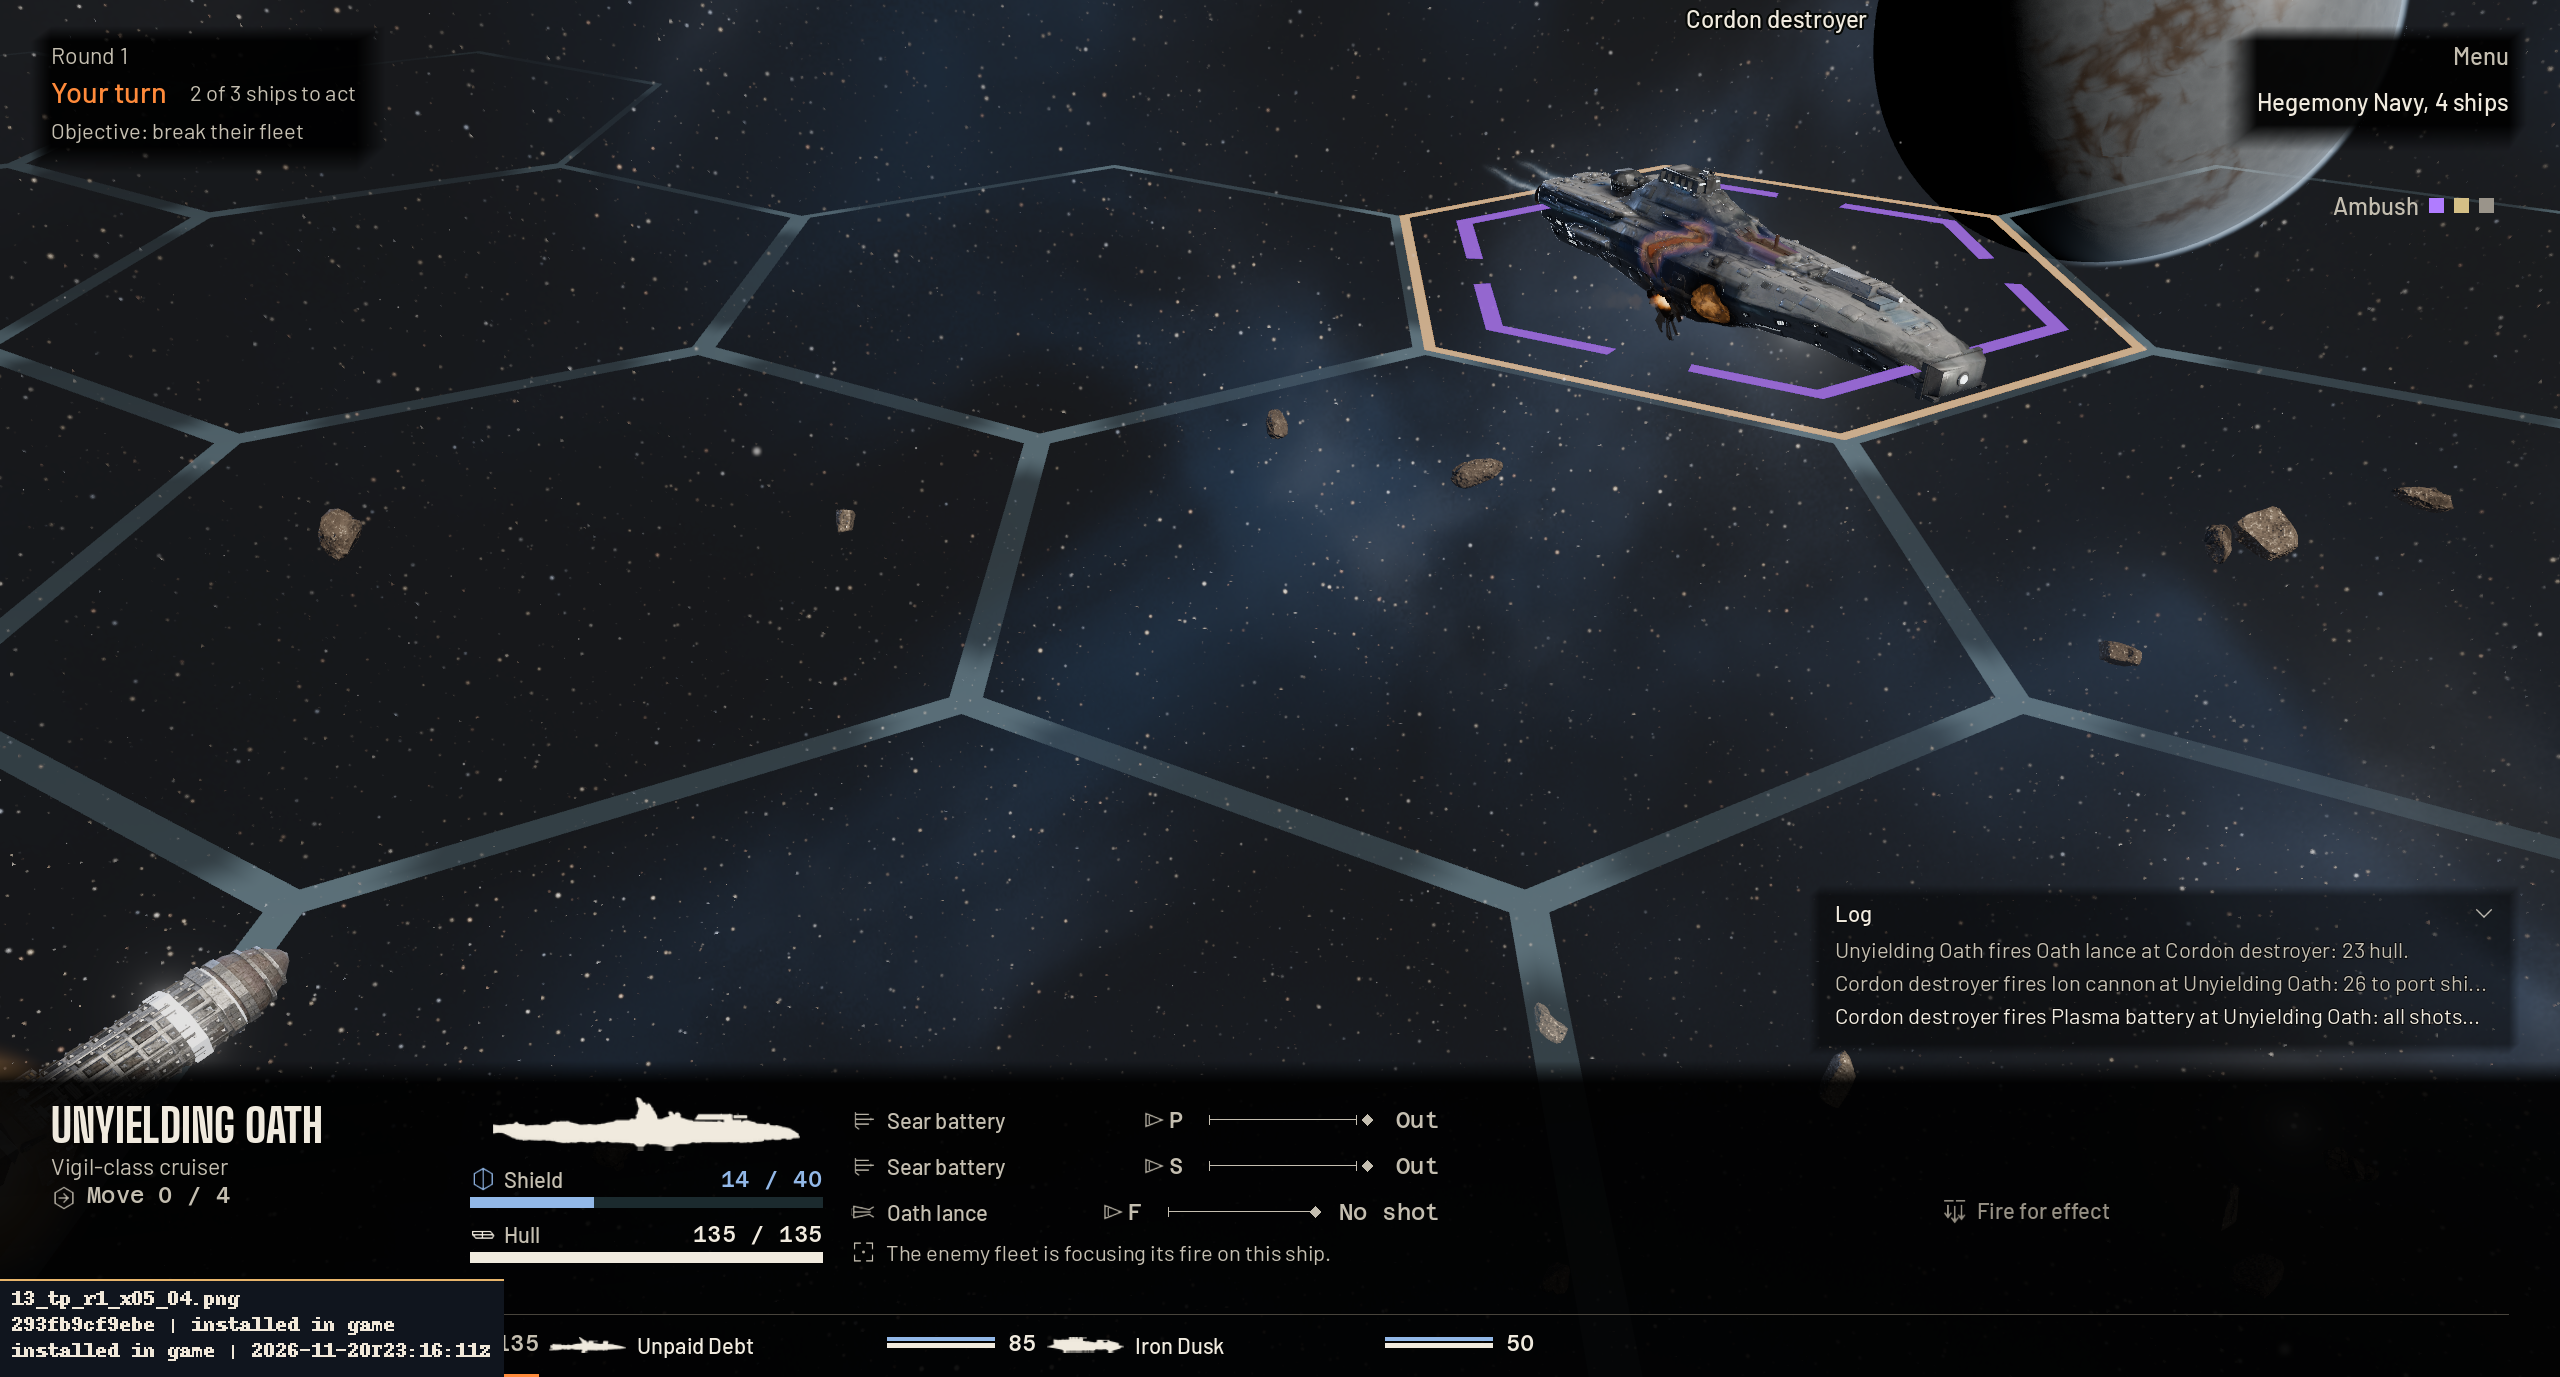 Cordon destroyer
Round 1
Your turn 2 of 3 ships to act
Objective: break their fleet
Menu
Hegemony Navy, 4 ships
Ambush
Log
Unyielding Oath fires Oath lance at Cordon destroyer: 23 hull.
Cordon destroyer fires Ion cannon at Unyielding Oath: 26 to port shi...
Cordon destroyer fires Plasma battery at Unyielding Oath: all shots...
UNYIELDING OATH
Vigil-class cruiser
Move 0 / 4
Shield 14 / 40
Hull 135 / 135
Sear battery P Out
Sear battery S Out
Oath lance F No shot
The enemy fleet is focusing its fire on this ship.
Fire for effect
13_tp_r1_x05_04.png
293fb9cf9ebe | installed in game
installed in game | 2026-11-20T23:16:11Z
135 Unpaid Debt 85 Iron Dusk 50